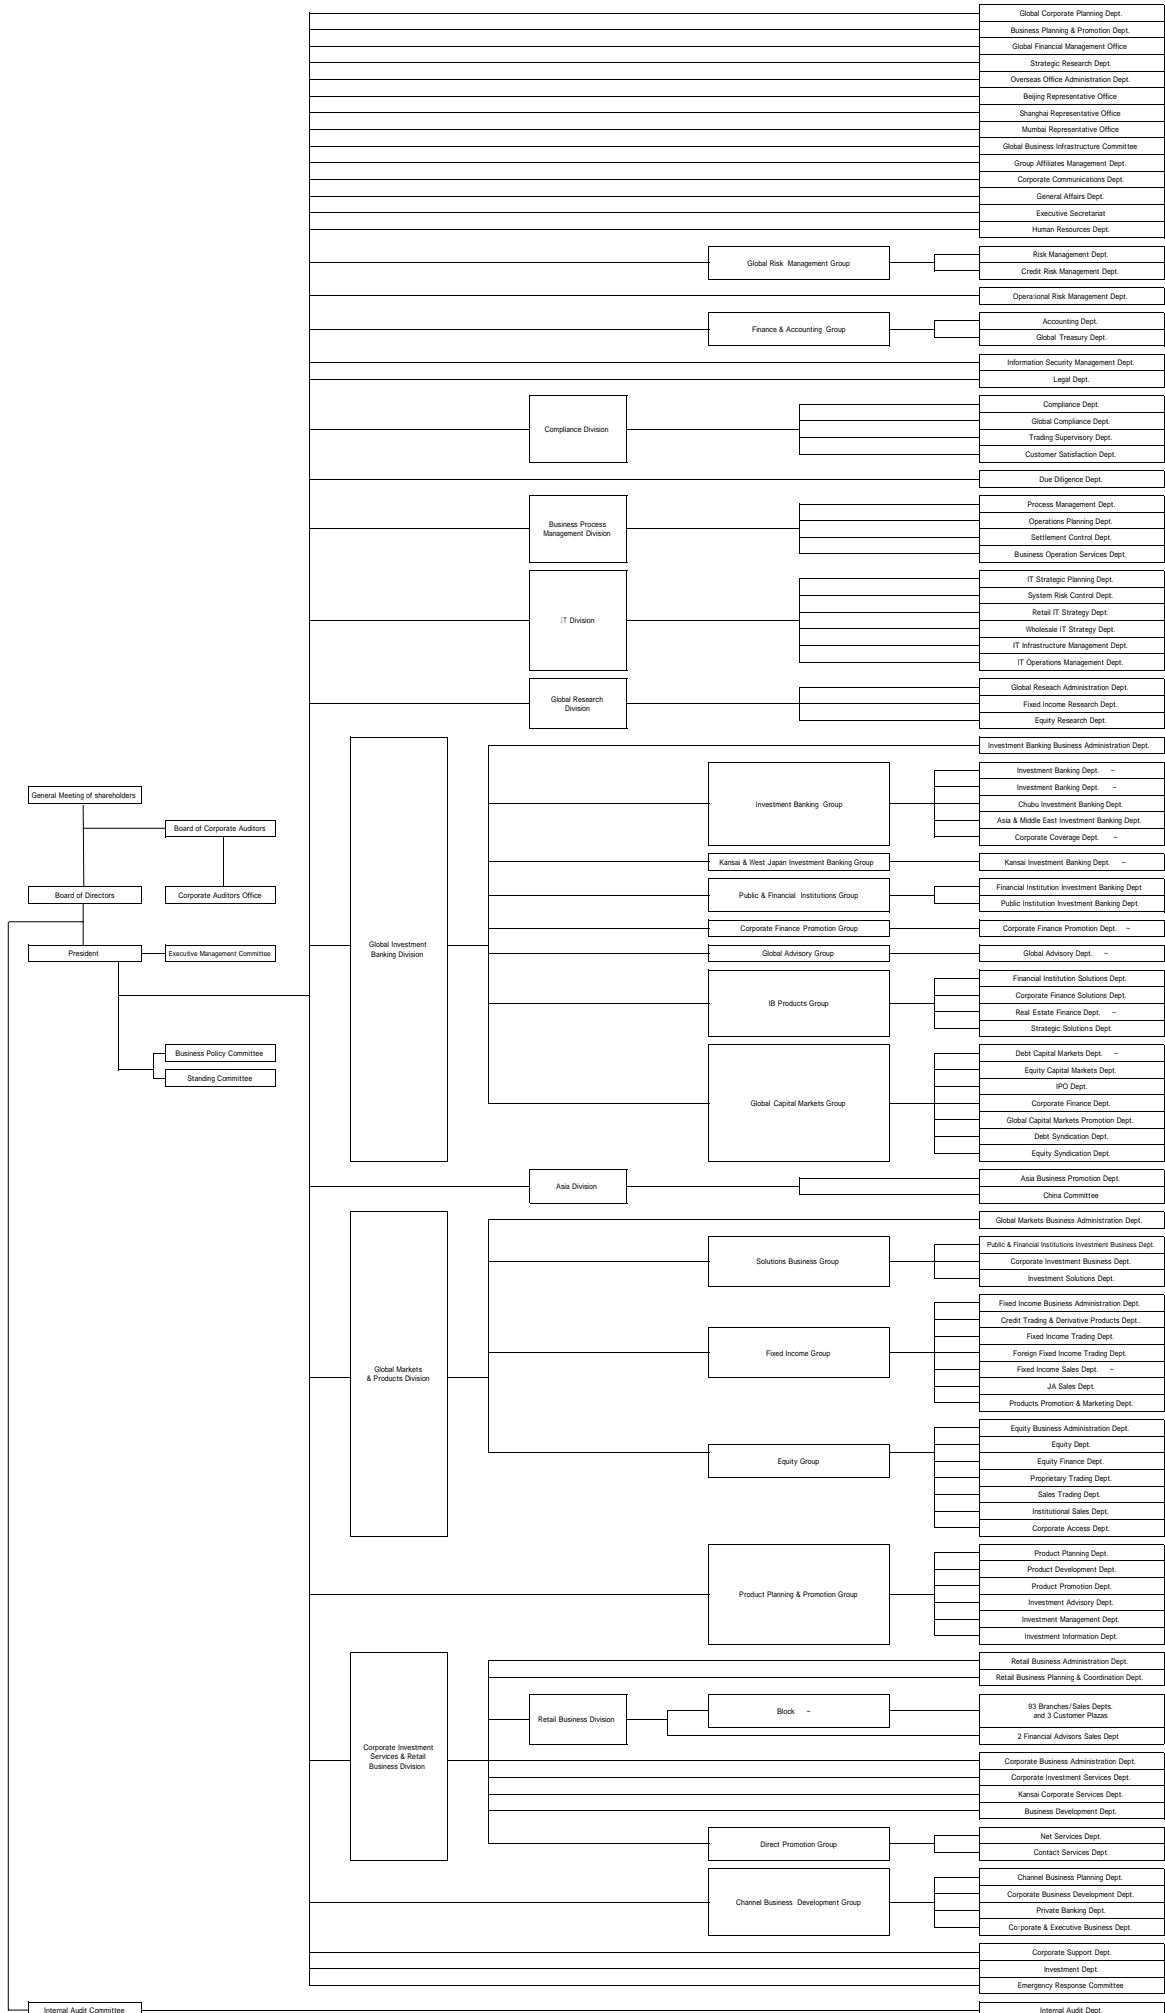 Global Corporate Planning Dept.
Business Planning & Promotion Dept.
Global Financial Management Office
Strategic Research Dept.
Overseas Office Administration Dept.
Beijing Representative Office
Shanghai Representative Office
Mumbai Representative Office
Global Business Infrastructure Committee
Group Affiliates Management Dept.
Corporate Communications Dept.
General Affairs Dept.
Executive Secretariat
Human Resources Dept.
Global Risk Management Group
Risk Management Dept.
Credit Risk Management Dept.
Operational Risk Management Dept.
Finance & Accounting Group
Accounting Dept.
Global Treasury Dept.
Information Security Management Dept.
Legal Dept.
Compliance Division
Compliance Dept.
Global Compliance Dept.
Trading Supervisory Dept.
Customer Satisfaction Dept.
Due Diligence Dept.
Business Process
Management Division
Process Management Dept.
Operations Planning Dept.
Settlement Control Dept.
Business Operation Services Dept.
IT Division
IT Strategic Planning Dept.
System Risk Control Dept.
Retail IT Strategy Dept.
Wholesale IT Strategy Dept.
IT Infrastructure Management Dept.
IT Operations Management Dept.
Global Research
Division
Global Reseach Administration Dept.
Fixed Income Research Dept.
Equity Research Dept.
General Meeting of shareholders
Board of Corporate Auditors
Board of Directors
Corporate Auditors Office
President
Executive Management Committee
Business Policy Committee
Standing Committee
Global Investment
Banking Division
Investment Banking Business Administration Dept.
Investment Banking Group
Investment Banking Dept. ~
Investment Banking Dept. ~
Chubu Investment Banking Dept.
Asia & Middle East Investment Banking Dept.
Corporate Coverage Dept. ~
Kansai & West Japan Investment Banking Group
Kansai Investment Banking Dept. ~
Public & Financial Institutions Group
Financial Institution Investment Banking Dept
Public Institution Investment Banking Dept.
Corporate Finance Promotion Group
Corporate Finance Promotion Dept. ~
Global Advisory Group
Global Advisory Dept. ~
IB Products Group
Financial Institution Solutions Dept.
Corporate Finance Solutions Dept.
Real Estate Finance Dept. ~
Strategic Solutions Dept.
Global Capital Markets Group
Debt Capital Markets Dept. ~
Equity Capital Markets Dept.
IPO Dept.
Corporate Finance Dept.
Global Capital Markets Promotion Dept.
Debt Syndication Dept.
Equity Syndication Dept.
Asia Division
Asia Business Promotion Dept.
China Committee
Global Markets
& Products Division
Global Markets Business Administration Dept.
Solutions Business Group
Public & Financial Institutions Investment Business Dept.
Corporate Investment Business Dept.
Investment Solutions Dept.
Fixed Income Group
Fixed Income Business Administration Dept.
Credit Trading & Derivative Products Dept..
Fixed Income Trading Dept.
Foreign Fixed Income Trading Dept.
Fixed Income Sales Dept. ~
JA Sales Dept.
Products Promotion & Marketing Dept.
Equity Group
Equity Business Administration Dept.
Equity Dept.
Equity Finance Dept.
Proprietary Trading Dept.
Sales Trading Dept.
Institutional Sales Dept.
Corporate Access Dept.
Product Planning & Promotion Group
Product Planning Dept.
Product Development Dept.
Product Promotion Dept.
Investment Advisory Dept.
Investment Management Dept.
Investment Information Dept.
Corporate Investment
Services & Retail
Business Division
Retail Business Administration Dept.
Retail Business Planning & Coordination Dept.
Retail Business Division
Block ~
93 Branches/Sales Depts.
and 3 Customer Plazas
2 Financial Advisors Sales Dept
Corporate Business Administration Dept.
Corporate Investment Services Dept.
Kansai Corporate Services Dept.
Business Development Dept.
Direct Promotion Group
Net Services Dept.
Contact Services Dept.
Channel Business Development Group
Channel Business Planning Dept.
Corporate Business Development Dept.
Private Banking Dept.
Corporate & Executive Business Dept.
Corporate Support Dept.
Investment Dept.
Emergency Response Committee
Internal Audit Committee
Internal Audit Dept.